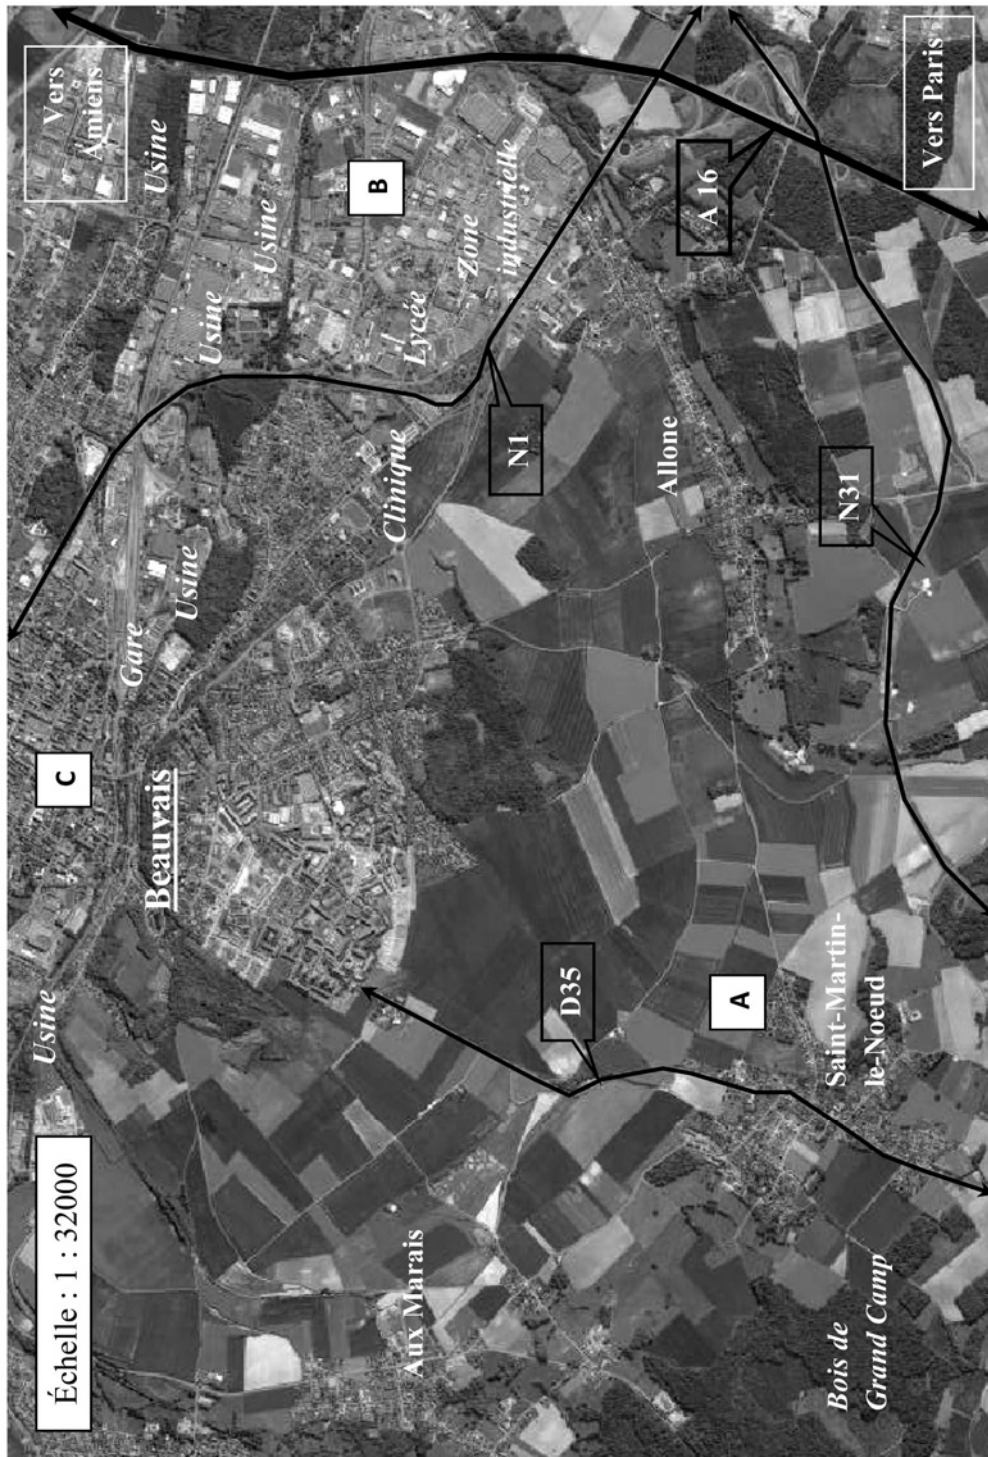 Échelle : 1 : 32000
Usine
C
Beauvais
Gare
Usine
Vers
Amiens
Usine
Usine
Usine
B
Lycée
Zone
industrielle
Clinique
N1
Aux Marais
D35
A
Allone
A 16
Saint-Martin-
le-Noeud
N31
Bois de
Grand Camp
Vers Paris